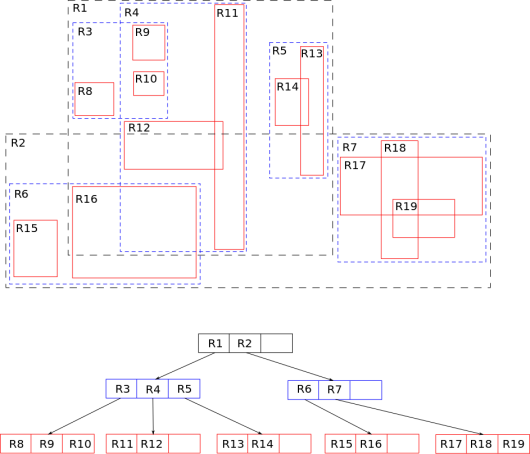 R1
R4
R11
R3
R9
R5
R13
R10
R14
R8
R12
R2
R7
R18
R17
R6
R16
R19
R15
R1 R2
R3 R4 R5
R6 R7
R8 R9 R10
R11 R12
R13 R14
R15 R16
R17 R18 R19